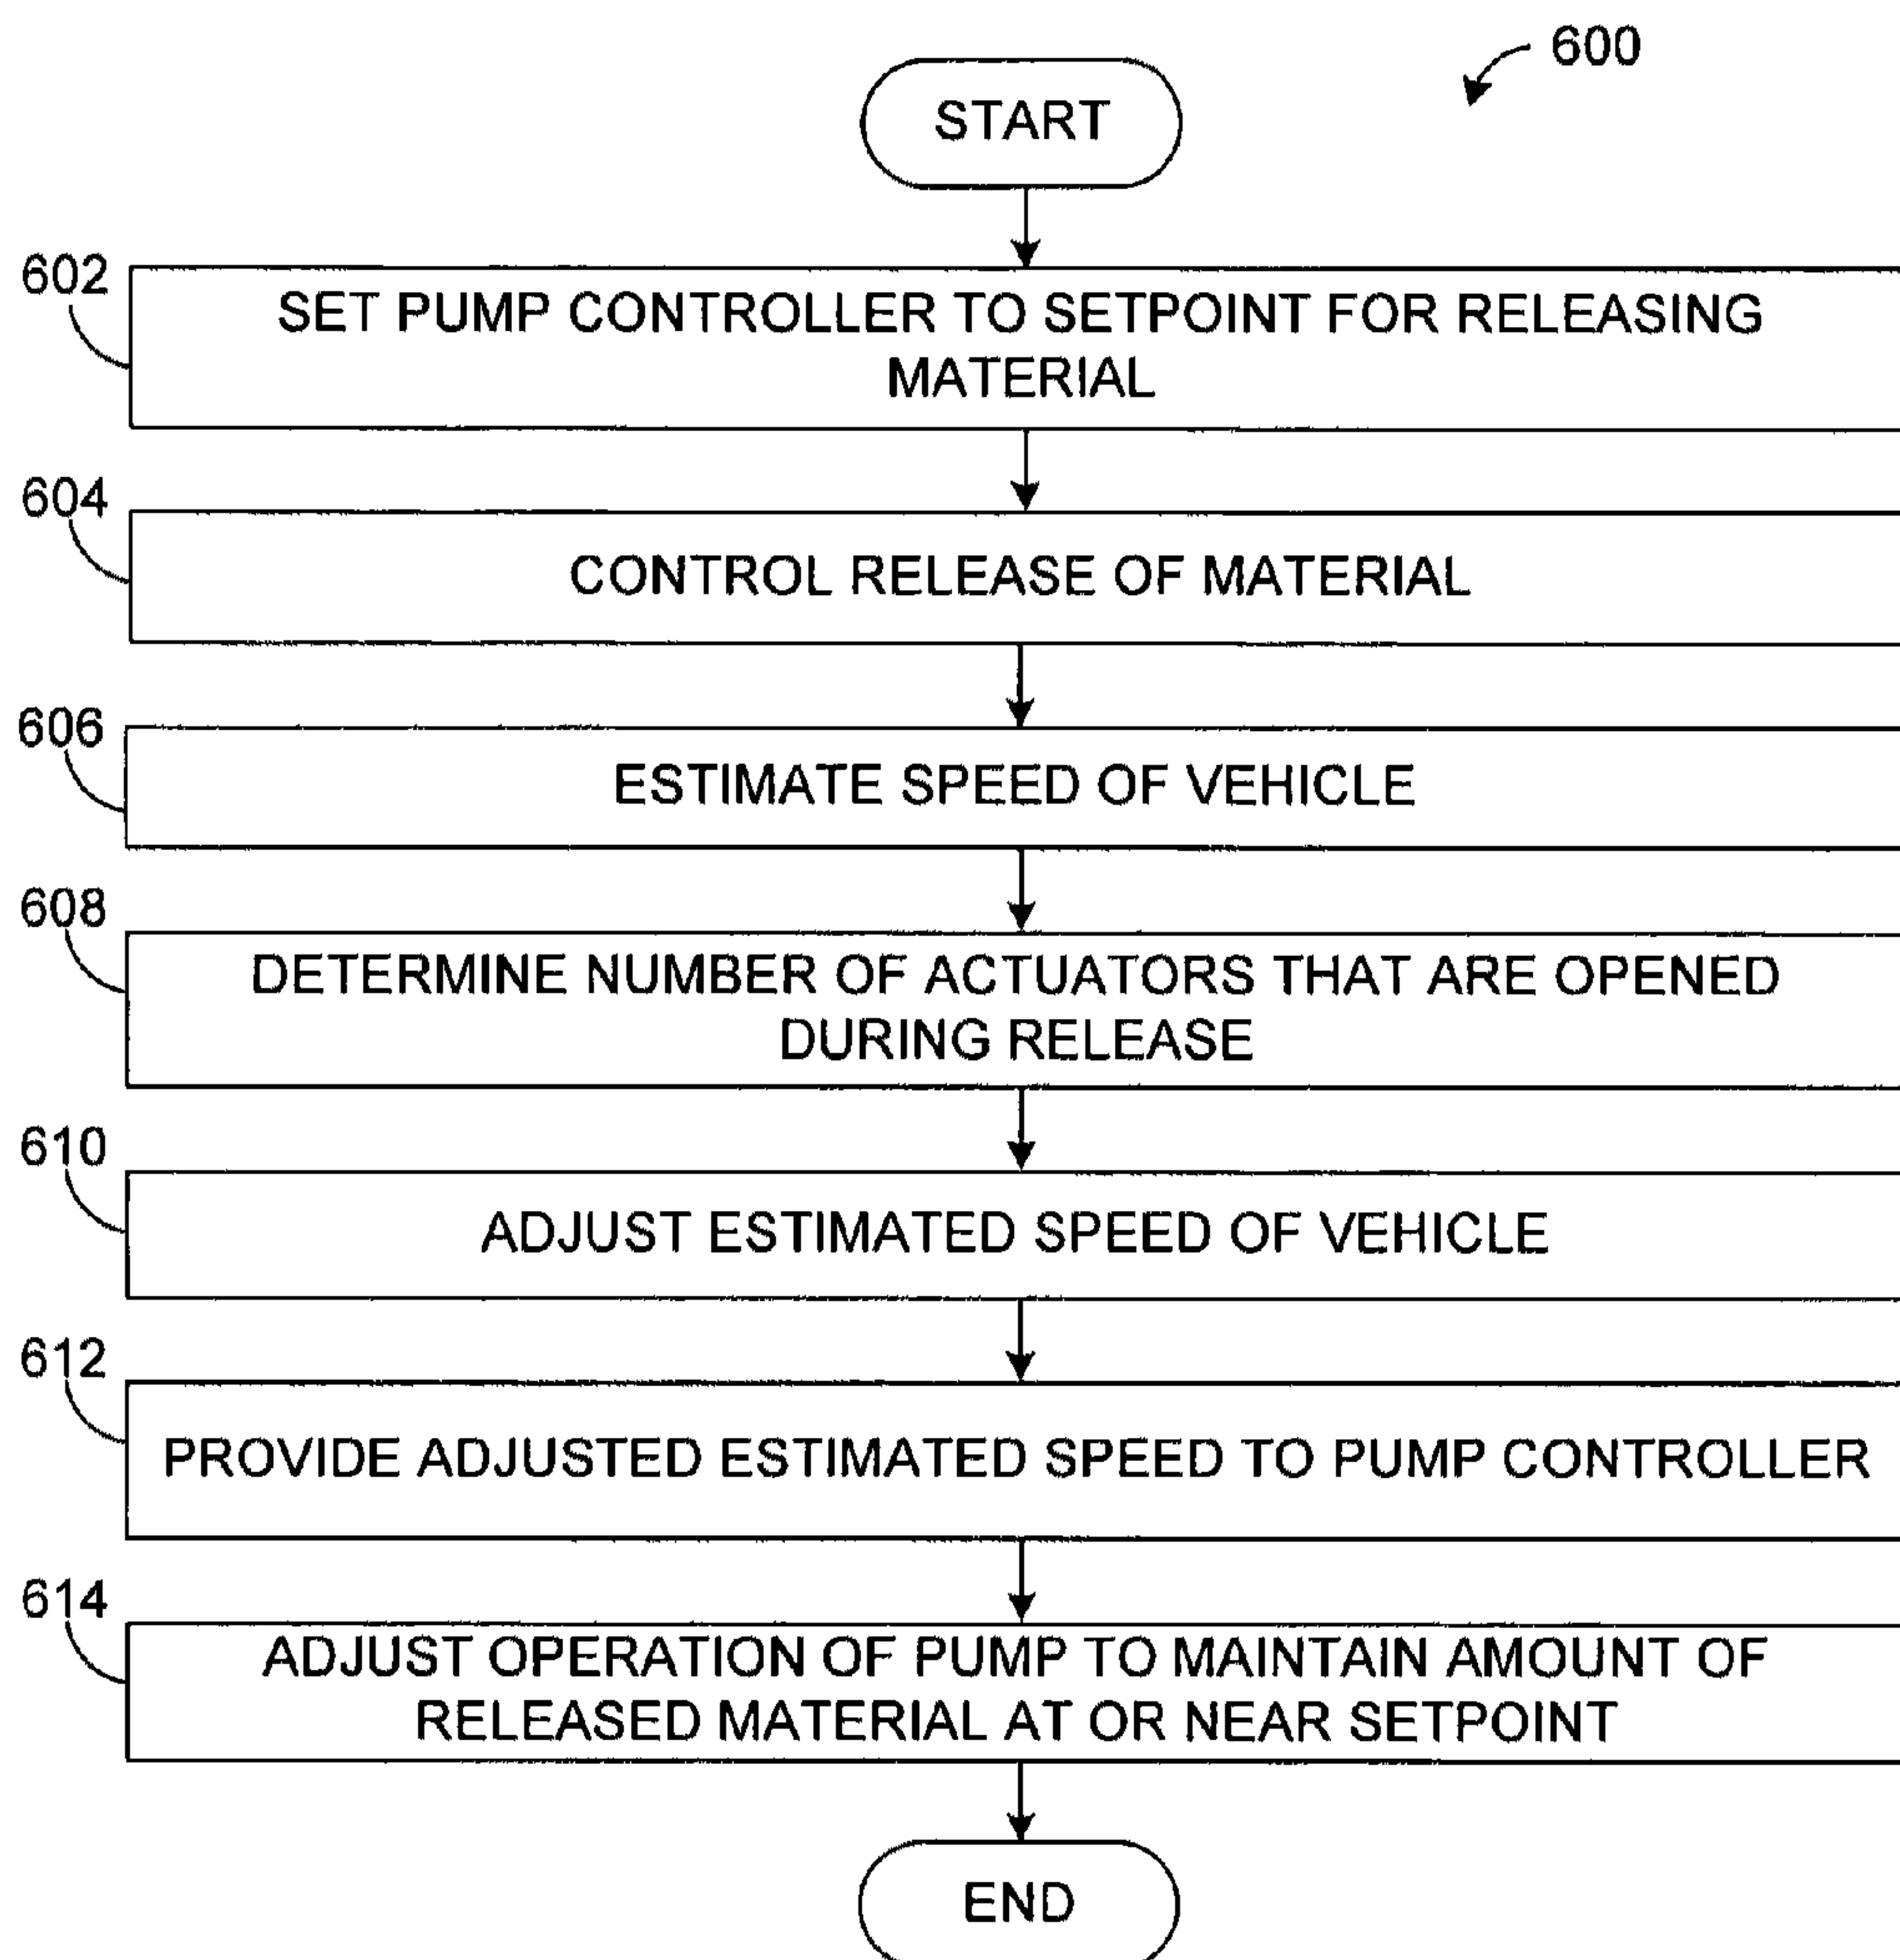 600
START
602
SET PUMP CONTROLLER TO SETPOINT FOR RELEASING
MATERIAL
604
CONTROL RELEASE OF MATERIAL
606
ESTIMATE SPEED OF VEHICLE
608
DETERMINE NUMBER OF ACTUATORS THAT ARE OPENED
DURING RELEASE
610
ADJUST ESTIMATED SPEED OF VEHICLE
612
PROVIDE ADJUSTED ESTIMATED SPEED TO PUMP CONTROLLER
614
ADJUST OPERATION OF PUMP TO MAINTAIN AMOUNT OF
RELEASED MATERIAL AT OR NEAR SETPOINT
END